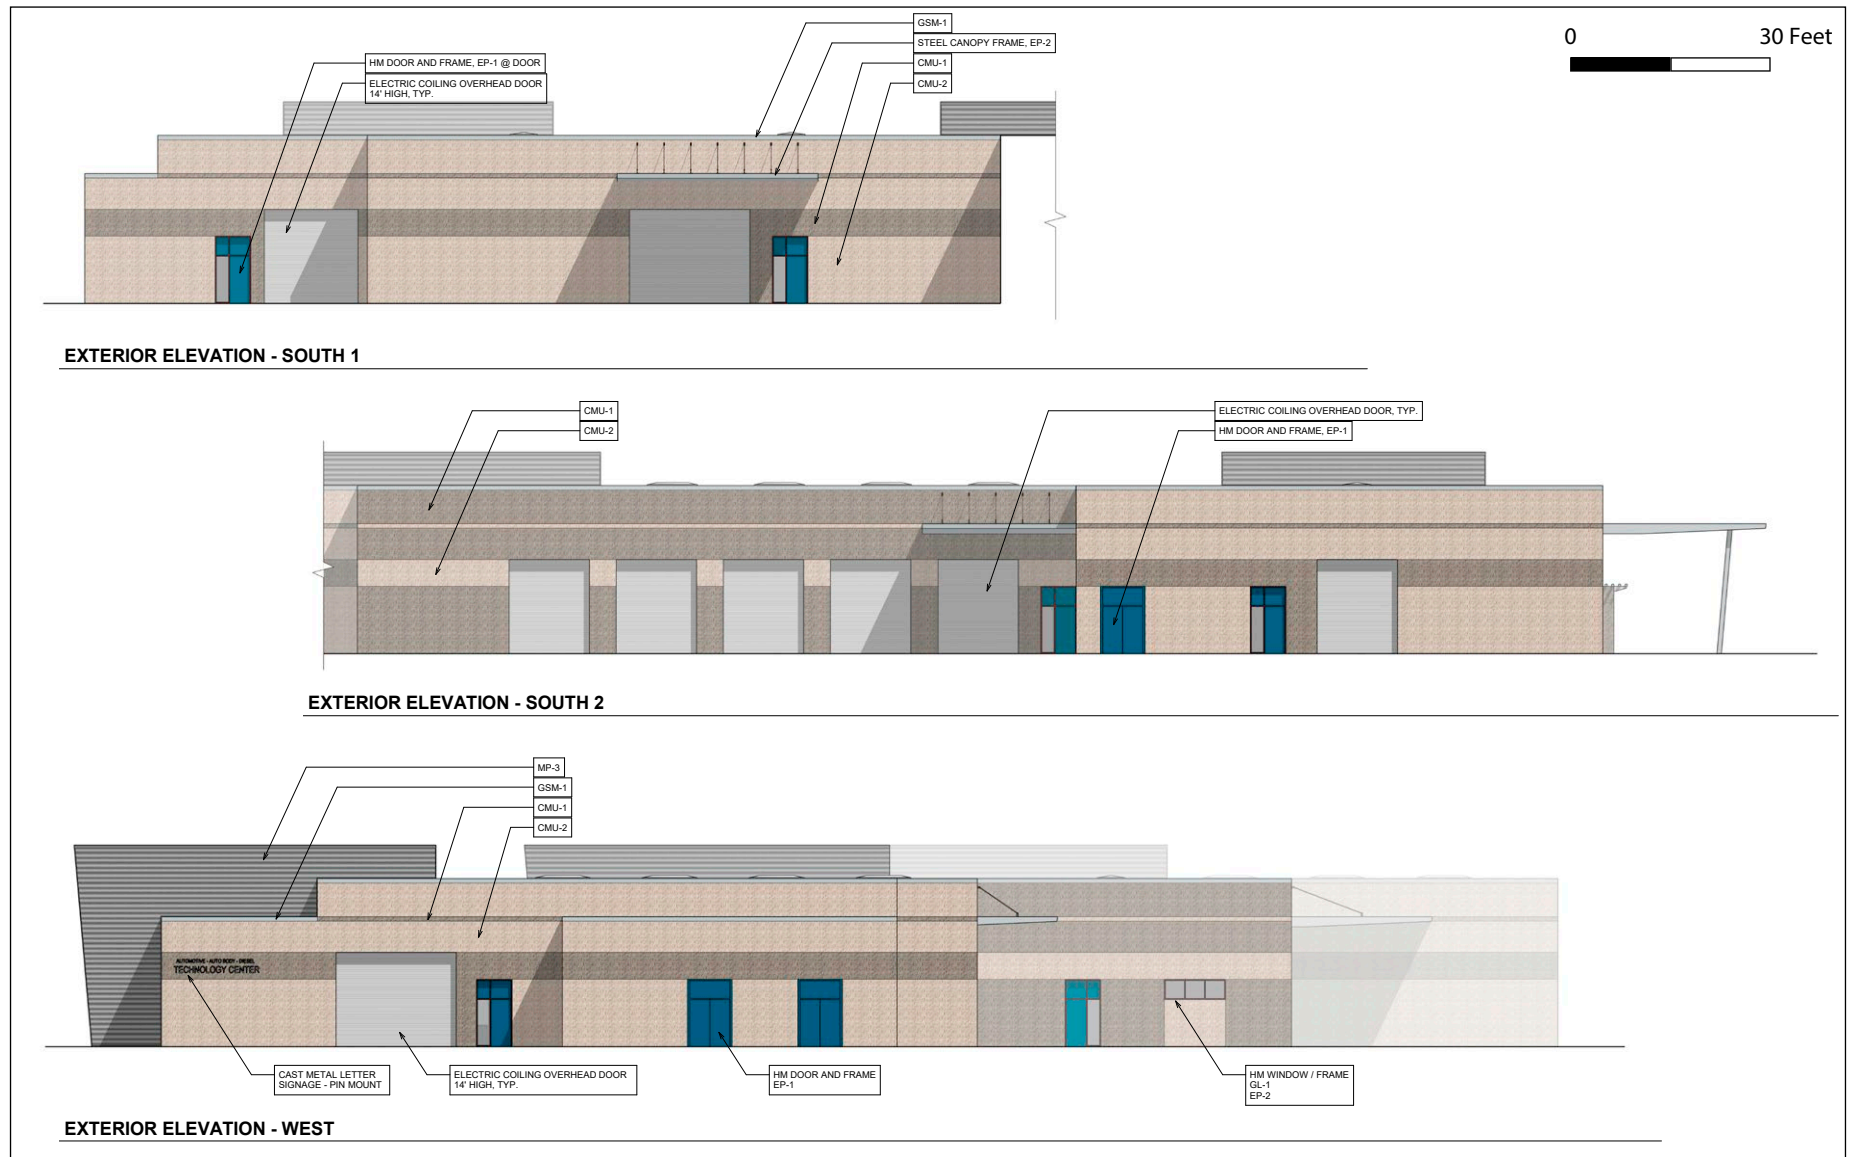 0 30 Feet
GSM-1
STEEL CANOPY FRAME, EP-2
CMU-1
CMU-2
HM DOOR AND FRAME, EP-1 @ DOOR
ELECTRIC COILING OVERHEAD DOOR
14' HIGH, TYP.
EXTERIOR ELEVATION - SOUTH 1
CMU-1
CMU-2
ELECTRIC COILING OVERHEAD DOOR, TYP.
HM DOOR AND FRAME, EP-1
EXTERIOR ELEVATION - SOUTH 2
MP-3
GSM-1
CMU-1
CMU-2
AUTOMOTIVE - AUTO BODY - DIESEL
TECHNOLOGY CENTER
CAST METAL LETTER
SIGNAGE - PIN MOUNT
ELECTRIC COILING OVERHEAD DOOR
14' HIGH, TYP.
HM DOOR AND FRAME
EP-1
HM WINDOW / FRAME
GL-1
EP-2
EXTERIOR ELEVATION - WEST